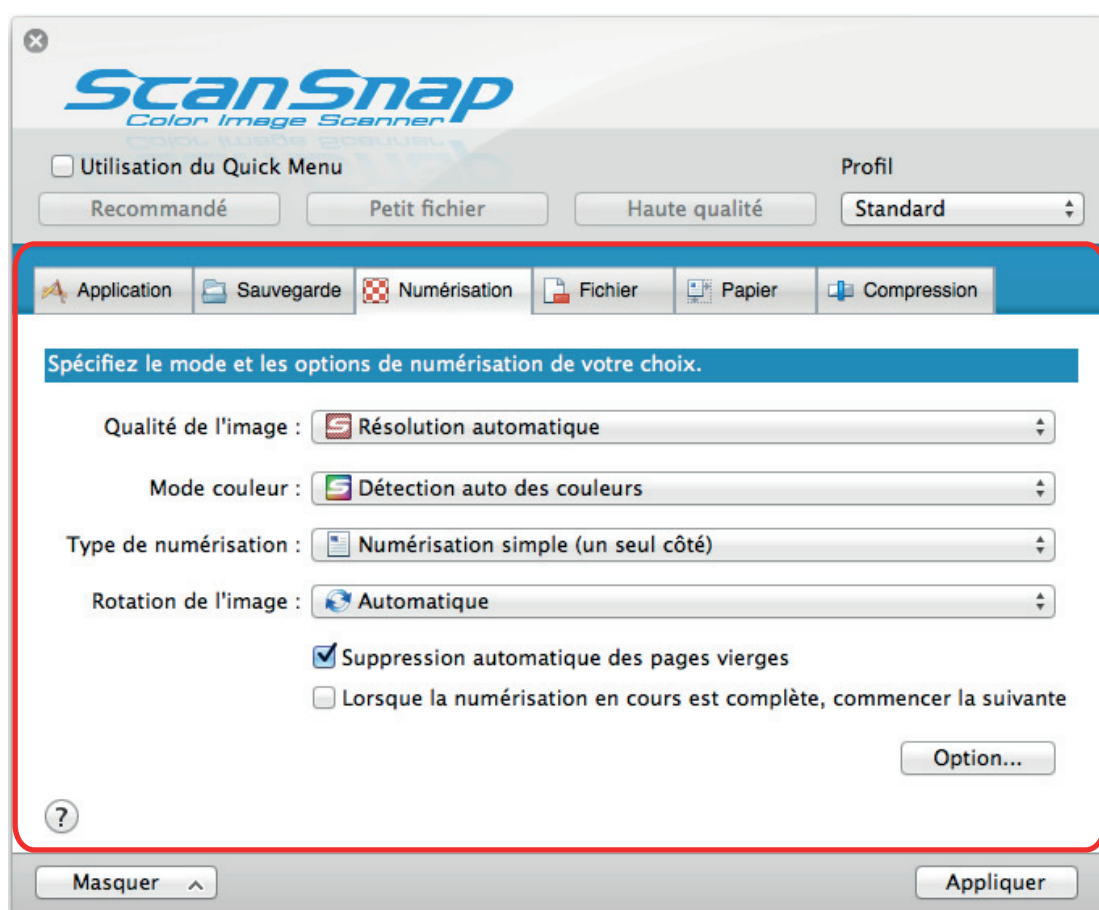 ScanSnap
Color Image Scanner
Utilisation du Quick Menu
Profil
Recommandé
Petit fichier
Haute qualité
Standard
Application
Sauvegarde
Numérisation
Fichier
Papier
Compression
Spécifiez le mode et les options de numérisation de votre choix.
Qualité de l'image : Résolution automatique
Mode couleur : Détection auto des couleurs
Type de numérisation : Numérisation simple (un seul côté)
Rotation de l'image : Automatique
Suppression automatique des pages vierges
Lorsque la numérisation en cours est complète, commencer la suivante
Option...
?
Masquer
Appliquer